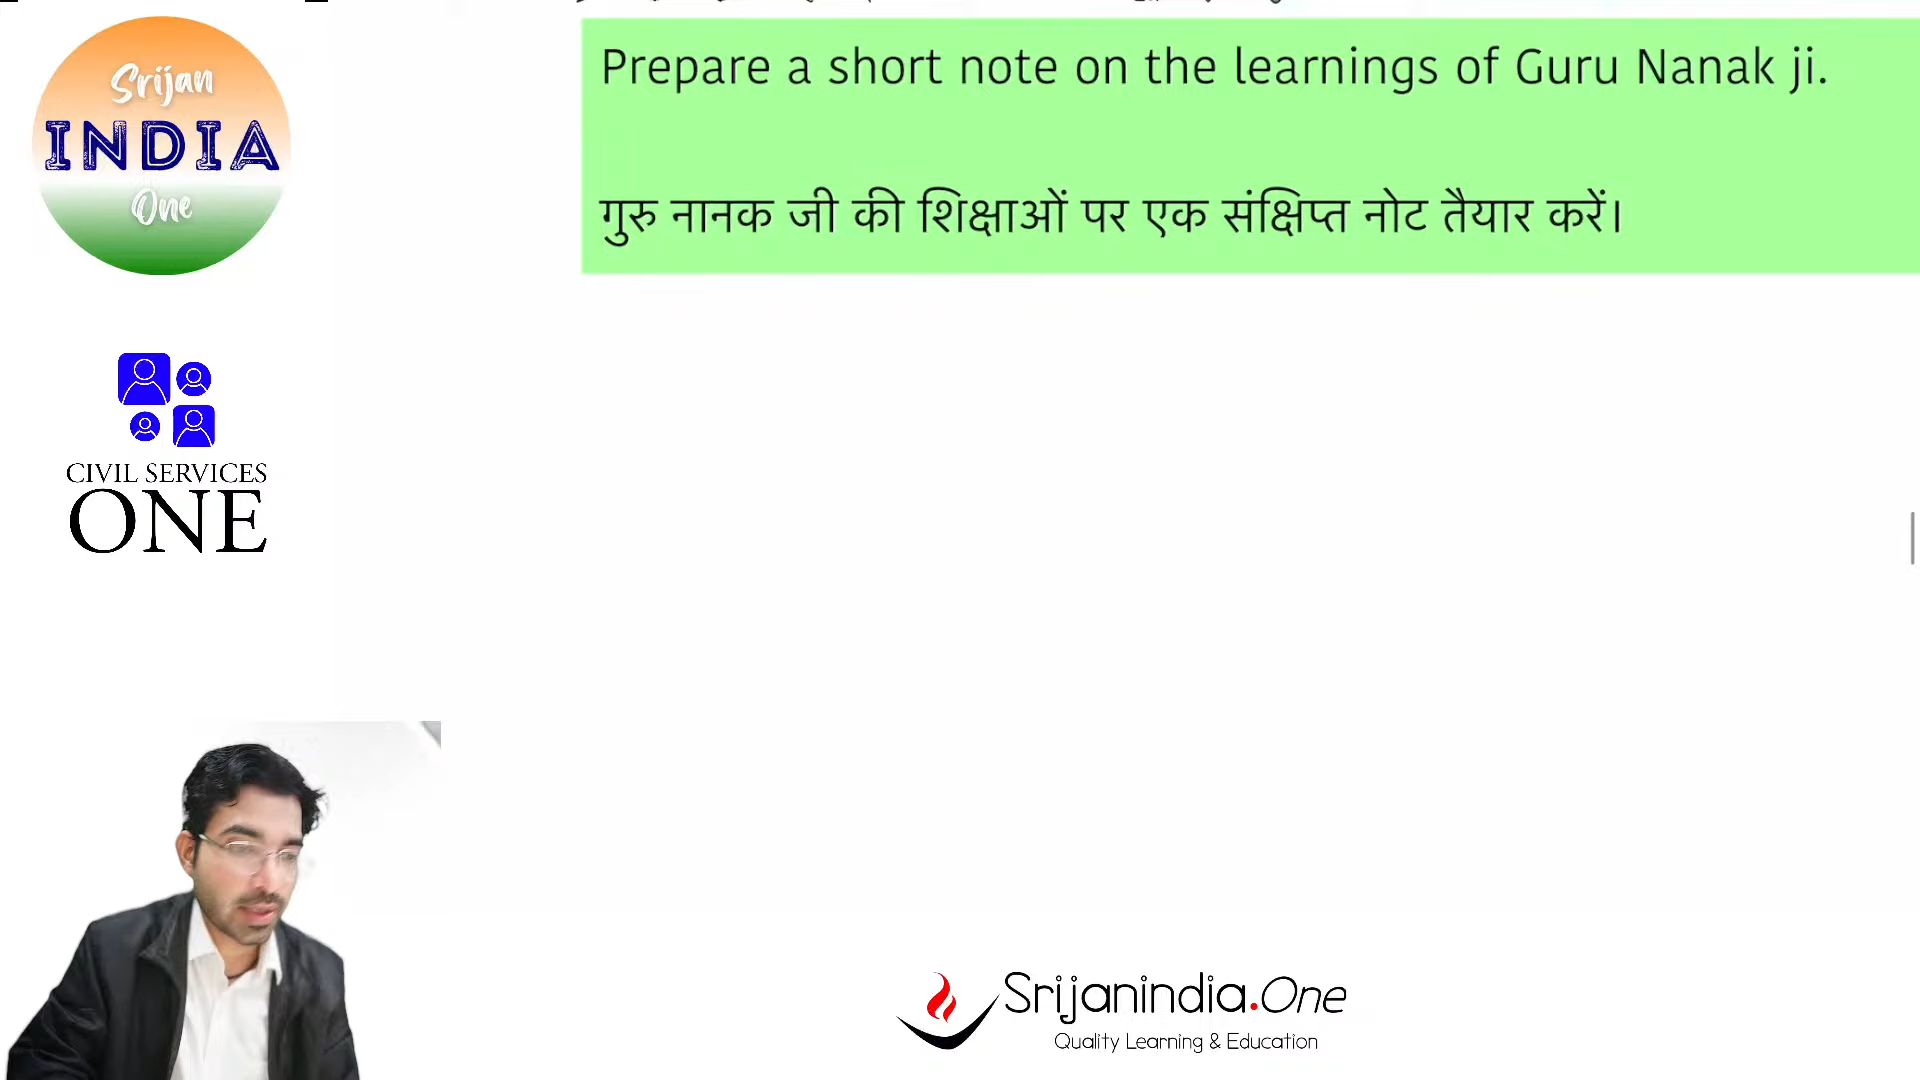 Srijan
INDIA
One
Prepare a short note on the learnings of Guru Nanak ji.
गुरु नानक जी की शिक्षाओं पर एक संक्षिप्त नोट तैयार करें।
CIVIL SERVICES
ONE
Srijanindia.One
Quality Learning & Education